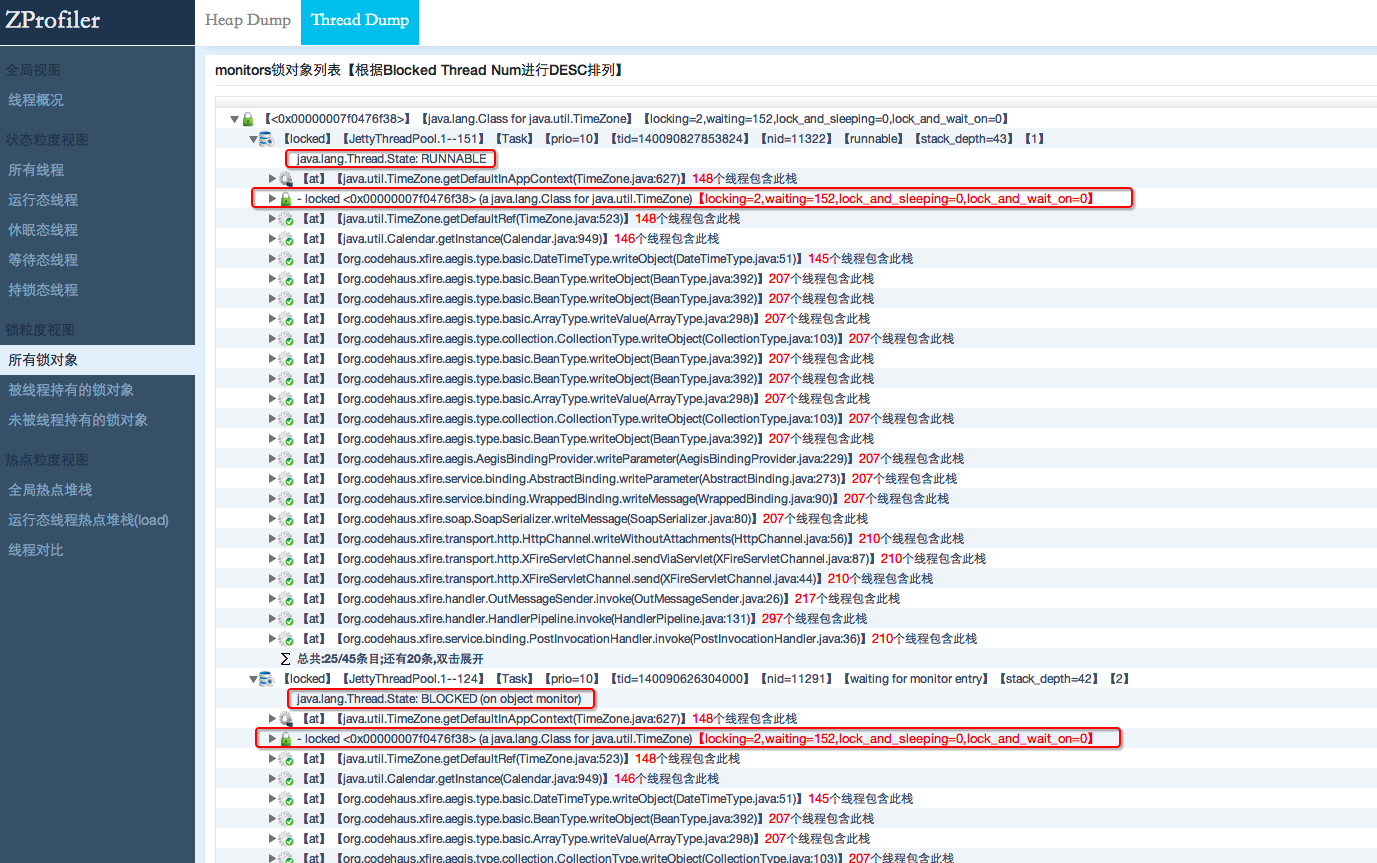 ZProfiler
Heap Dump
Thread Dump
全局视图
线程概况
状态粒度视图
所有线程
运行态线程
休眠态线程
等待态线程
持锁态线程
锁粒度视图
所有锁对象
被线程持有的锁对象
未被线程持有的锁对象
热点粒度视图
全局热点堆栈
运行态线程热点堆栈(load)
线程对比
monitors锁对象列表【根据Blocked Thread Num进行DESC排列】
【<0x00000007f0476f38>】【java.lang.Class for java.util.TimeZone】【locking=2,waiting=152,lock_and_sleeping=0,lock_and_wait_on=0】
【locked】【JettyThreadPool.1--151】【Task】【prio=10】【tid=140090827853824】【nid=11322】【runnable】【stack_depth=43】【1】
java.lang.Thread.State: RUNNABLE
【at】【java.util.TimeZone.getDefaultInAppContext(TimeZone.java:627)】148个线程包含此栈
- locked <0x00000007f0476f38> (a java.lang.Class for java.util.TimeZone)【locking=2,waiting=152,lock_and_sleeping=0,lock_and_wait_on=0】
【at】【java.util.TimeZone.getDefaultRef(TimeZone.java:523)】148个线程包含此栈
【at】【java.util.Calendar.getInstance(Calendar.java:949)】146个线程包含此栈
【at】【org.codehaus.xfire.aegis.type.basic.DateTimeType.writeObject(DateTimeType.java:51)】145个线程包含此栈
【at】【org.codehaus.xfire.aegis.type.basic.BeanType.writeObject(BeanType.java:392)】207个线程包含此栈
【at】【org.codehaus.xfire.aegis.type.basic.BeanType.writeObject(BeanType.java:392)】207个线程包含此栈
【at】【org.codehaus.xfire.aegis.type.basic.ArrayType.writeValue(ArrayType.java:298)】207个线程包含此栈
【at】【org.codehaus.xfire.aegis.type.collection.CollectionType.writeObject(CollectionType.java:103)】207个线程包含此栈
【at】【org.codehaus.xfire.aegis.type.basic.BeanType.writeObject(BeanType.java:392)】207个线程包含此栈
【at】【org.codehaus.xfire.aegis.type.basic.BeanType.writeObject(BeanType.java:392)】207个线程包含此栈
【at】【org.codehaus.xfire.aegis.type.basic.ArrayType.writeValue(ArrayType.java:298)】207个线程包含此栈
【at】【org.codehaus.xfire.aegis.type.collection.CollectionType.writeObject(CollectionType.java:103)】207个线程包含此栈
【at】【org.codehaus.xfire.aegis.type.basic.BeanType.writeObject(BeanType.java:392)】207个线程包含此栈
【at】【org.codehaus.xfire.aegis.AegisBindingProvider.writeParameter(AegisBindingProvider.java:229)】207个线程包含此栈
【at】【org.codehaus.xfire.service.binding.AbstractBinding.writeParameter(AbstractBinding.java:273)】207个线程包含此栈
【at】【org.codehaus.xfire.service.binding.WrappedBinding.writeMessage(WrappedBinding.java:90)】207个线程包含此栈
【at】【org.codehaus.xfire.soap.SoapSerializer.writeMessage(SoapSerializer.java:80)】207个线程包含此栈
【at】【org.codehaus.xfire.transport.http.HttpChannel.writeWithoutAttachments(HttpChannel.java:56)】210个线程包含此栈
【at】【org.codehaus.xfire.transport.http.XFireServletChannel.sendViaServlet(XFireServletChannel.java:87)】210个线程包含此栈
【at】【org.codehaus.xfire.transport.http.XFireServletChannel.send(XFireServletChannel.java:44)】210个线程包含此栈
【at】【org.codehaus.xfire.handler.OutMessageSender.invoke(OutMessageSender.java:26)】217个线程包含此栈
【at】【org.codehaus.xfire.handler.HandlerPipeline.invoke(HandlerPipeline.java:131)】297个线程包含此栈
【at】【org.codehaus.xfire.service.binding.PostInvocationHandler.invoke(PostInvocationHandler.java:36)】210个线程包含此栈
∑ 总共:25/45条目;还有20条,双击展开
【locked】【JettyThreadPool.1--124】【Task】【prio=10】【tid=140090626304000】【nid=11291】【waiting for monitor entry】【stack_depth=42】【2】
java.lang.Thread.State: BLOCKED (on object monitor)
【at】【java.util.TimeZone.getDefaultInAppContext(TimeZone.java:627)】148个线程包含此栈
- locked <0x00000007f0476f38> (a java.lang.Class for java.util.TimeZone)【locking=2,waiting=152,lock_and_sleeping=0,lock_and_wait_on=0】
【at】【java.util.TimeZone.getDefaultRef(TimeZone.java:523)】148个线程包含此栈
【at】【java.util.Calendar.getInstance(Calendar.java:949)】146个线程包含此栈
【at】【org.codehaus.xfire.aegis.type.basic.DateTimeType.writeObject(DateTimeType.java:51)】145个线程包含此栈
【at】【org.codehaus.xfire.aegis.type.basic.BeanType.writeObject(BeanType.java:392)】207个线程包含此栈
【at】【org.codehaus.xfire.aegis.type.basic.ArrayType.writeValue(ArrayType.java:298)】207个线程包含此栈
【at】【org.codehaus.xfire.aegis.type.collection.CollectionType.writeObject(CollectionType.java:103)】207个线程包含此栈